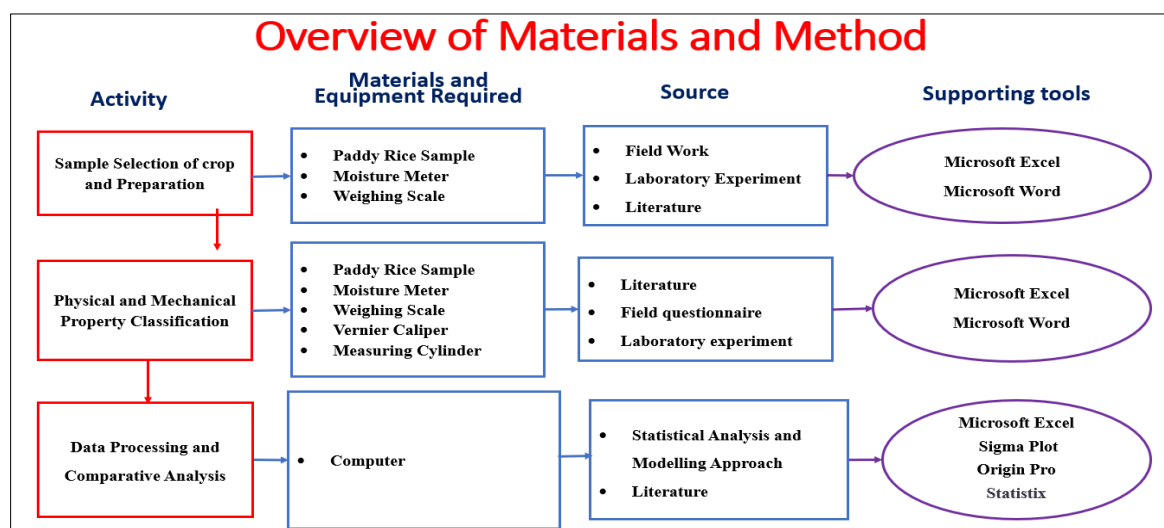 Overview of Materials and Method
Activity
Materials and
Equipment Required
Source
Supporting tools
Sample Selection of crop
and Preparation
• Paddy Rice Sample
• Moisture Meter
• Weighing Scale
• Field Work
• Laboratory Experiment
• Literature
Microsoft Excel
Microsoft Word
Physical and Mechanical
Property Classification
• Paddy Rice Sample
• Moisture Meter
• Weighing Scale
• Vernier Caliper
• Measuring Cylinder
• Literature
• Field questionnaire
• Laboratory experiment
Microsoft Excel
Microsoft Word
Data Processing and
Comparative Analysis
• Computer
• Statistical Analysis and
Modelling Approach
• Literature
Microsoft Excel
Sigma Plot
Origin Pro
Statistix